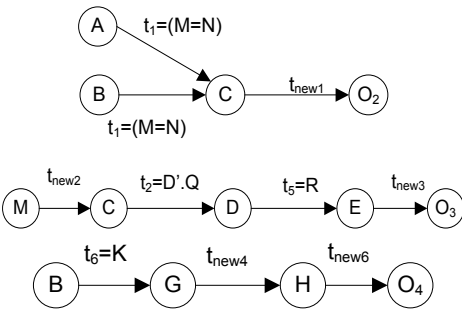 A t₁=(M=N)
B C tₙₑw₁ O₂
t₁=(M=N)
tₙₑw₂ t₂=D'.Q t₅=R tₙₑw₃
M C D E O₃
t₆=K tₙₑw₄ tₙₑw₆
B G H O₄